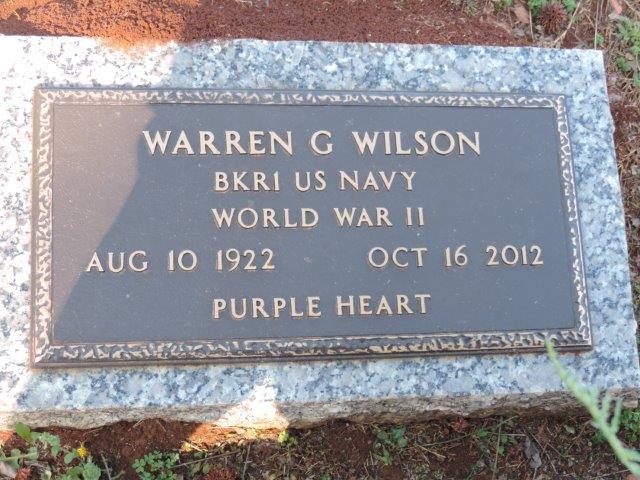 WARREN G WILSON
BKR1 US NAVY
WORLD WAR II
AUG 10 1922 OCT 16 2012
PURPLE HEART